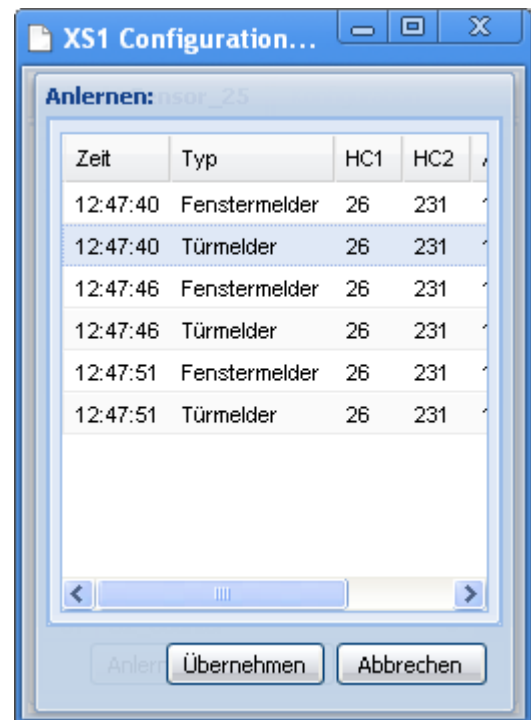 XS1 Configuration...
Anlernen: sor_25
Zeit Typ HC1 HC2
12:47:40 Fenstermelder 26 231
12:47:40 Türmelder 26 231
12:47:46 Fenstermelder 26 231
12:47:46 Türmelder 26 231
12:47:51 Fenstermelder 26 231
12:47:51 Türmelder 26 231
Anlern Übernehmen Abbrechen